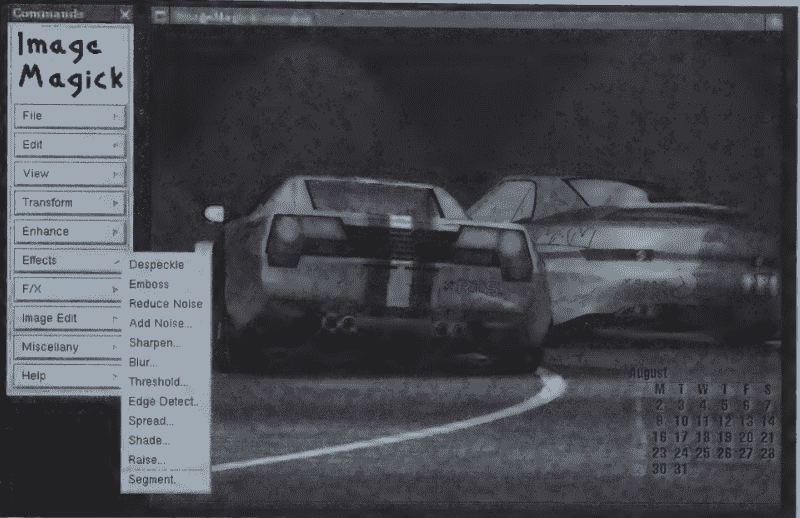 Commands
Image
Magick
File
Edit
View
Transform
Enhance
Effects
F/X
Image Edit
Miscellany
Help
Despeckle
Emboss
Reduce Noise
Add Noise...
Sharpen...
Blur...
Threshold...
Edge Detect..
Spread...
Shade...
Raise...
Segment.
August
M T W T F S
2 3 4 5 6 7
8 10 11 12 13 14
16 17 18 19 20 21
23 24 25 26 27 28
30 31